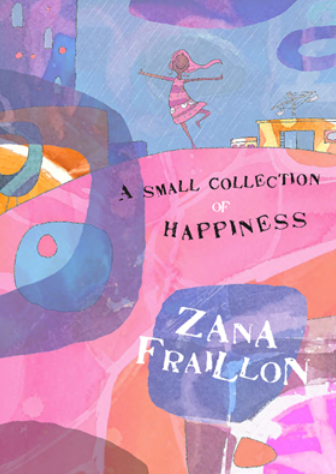 A SMALL COLLECTION
OF
HAPPINESS
ZANA
FRAILLON